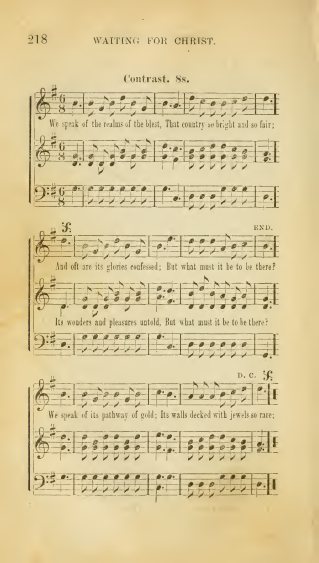 218 WAITING FOR CHRIST.
Contrast. 8s.
We speak of the realms of the blest, That country so bright and so fair;
END.
And oft are its glories confessed; But what must it be to be there?
Its wonders and pleasures untold, But what must it be to be there?
D. C.
We speak of its pathway of gold; Its walls decked with jewels so rare;